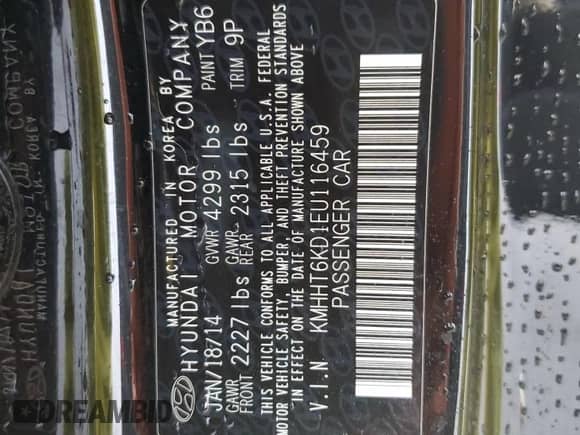 MANUFACTURED IN KOREA BY
HYUNDAI MOTOR COMPANY
JAN/18/14 GVWR 4299 lbs PAINT YB6
GAWR FRONT 2227 lbs GAWR REAR 2315 lbs TRIM 9P
THIS VEHICLE CONFORMS TO ALL APPLICABLE U.S.A. FEDERAL
MOTOR VEHICLE SAFETY, BUMPER, AND THEFT PREVENTION STANDARDS
IN EFFECT ON THE DATE OF MANUFACTURE SHOWN ABOVE.
V.I.N KMHHT6KD1EU116459
PASSENGER CAR
DREAMBID